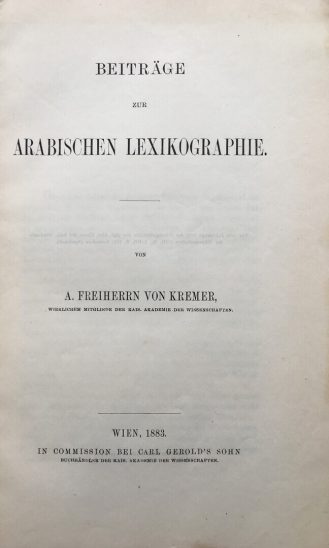 BEITRÄGE
ZUR
ARABISCHEN LEXIKOGRAPHIE.
VON
A. FREIHERRN VON KREMER,
WIRKLICHEM MITGLIEDE DER KAIS. AKADEMIE DER WISSENSCHAFTEN.
WIEN, 1883.
IN COMMISSION BEI CARL GEROLD'S SOHN
BUCHHÄNDLER DER KAIS. AKADEMIE DER WISSENSCHAFTEN.